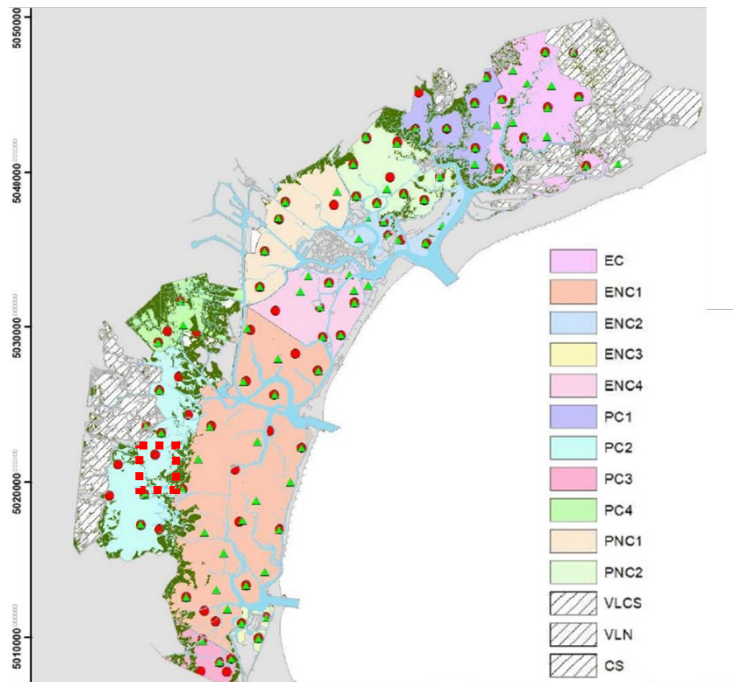 5050000
5040000
5030000
5020000
5010000
EC
ENC1
ENC2
ENC3
ENC4
PC1
PC2
PC3
PC4
PNC1
PNC2
VLCS
VLN
CS